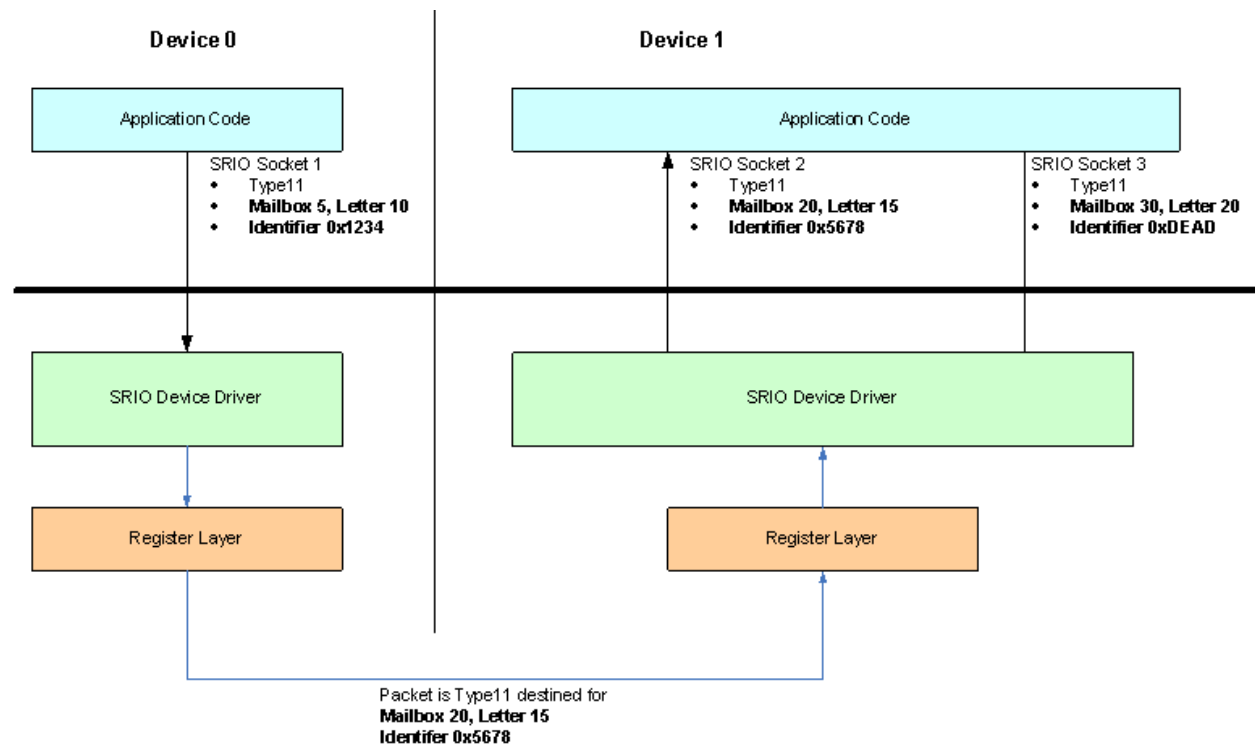 Device 0
Device 1
Application Code
Application Code
SRIO Socket 1
• Type11
• Mailbox 5, Letter 10
• Identifier 0x1234
SRIO Socket 2
• Type11
• Mailbox 20, Letter 15
• Identifier 0x5678
SRIO Socket 3
• Type11
• Mailbox 30, Letter 20
• Identifier 0xDEAD
SRIO Device Driver
SRIO Device Driver
Register Layer
Register Layer
Packet is Type11 destined for
Mailbox 20, Letter 15
Identifer 0x5678